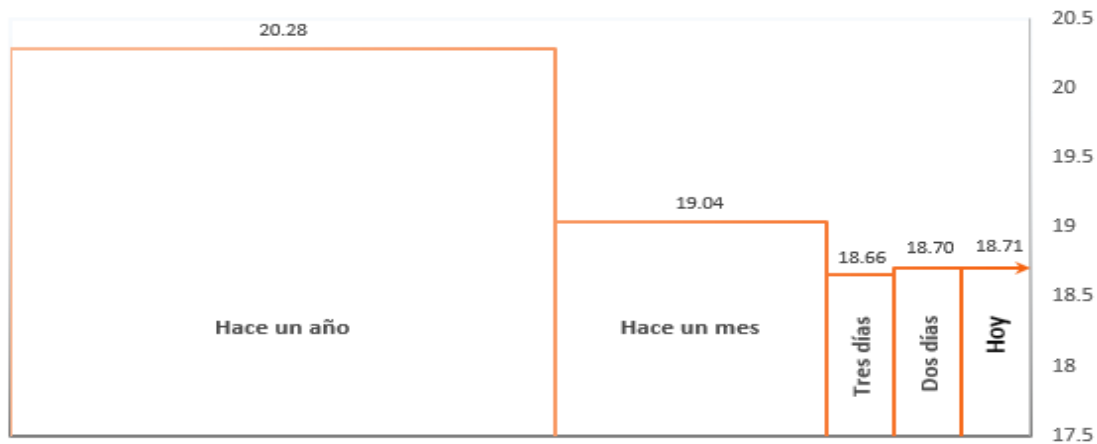 20.28
19.04
18.66
18.70
18.71
Hace un año
Hace un mes
Tres días
Dos días
Hoy
20.5
20
19.5
19
18.5
18
17.5